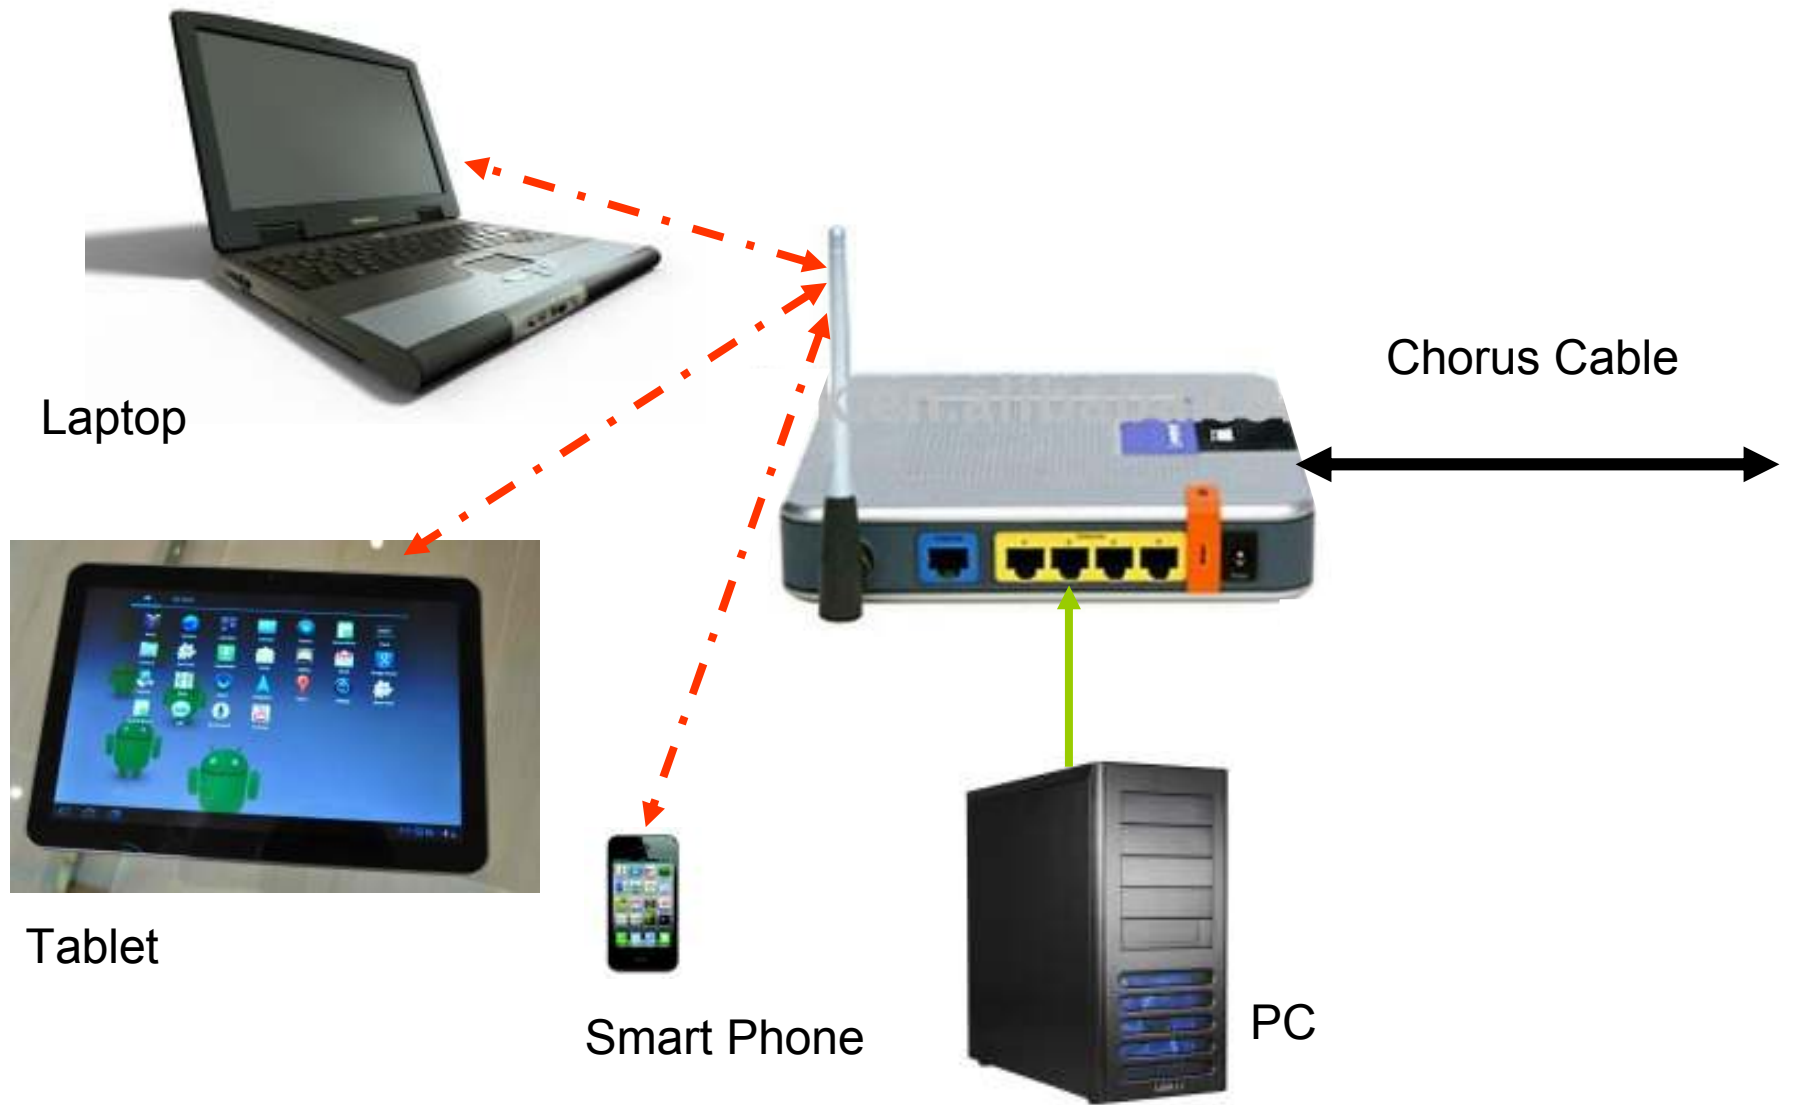 Laptop
Chorus Cable
Tablet
Smart Phone
PC